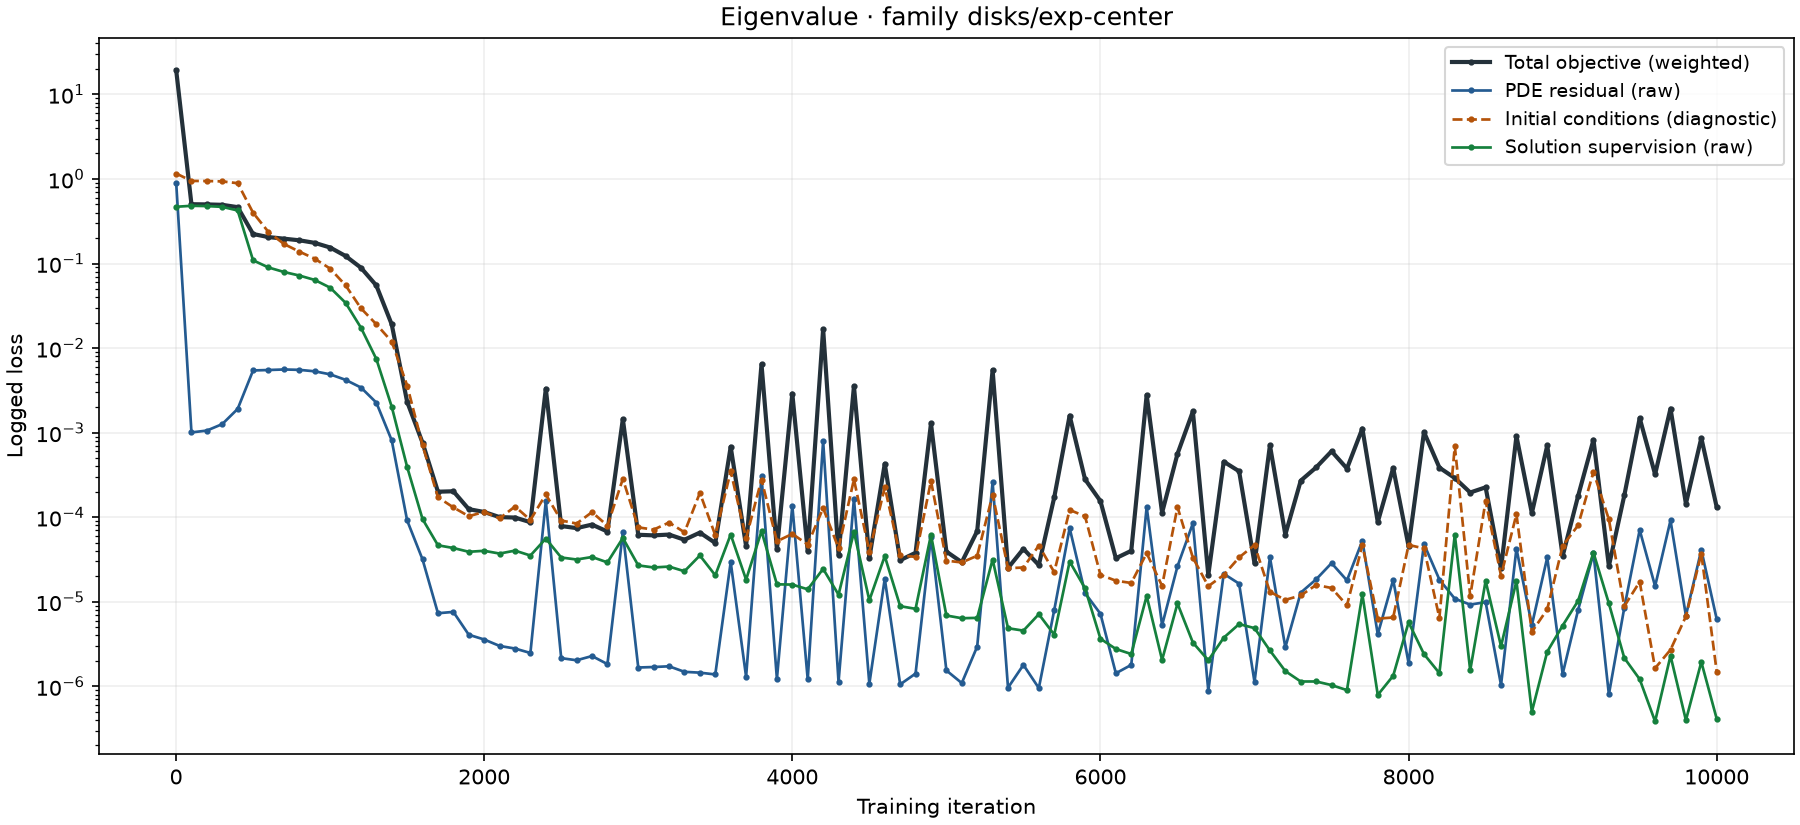 Eigenvalue · family disks/exp-center
Logged loss
10¹
10⁰
10⁻¹
10⁻²
10⁻³
10⁻⁴
10⁻⁵
10⁻⁶
Total objective (weighted)
PDE residual (raw)
Initial conditions (diagnostic)
Solution supervision (raw)
0 2000 4000 6000 8000 10000
Training iteration